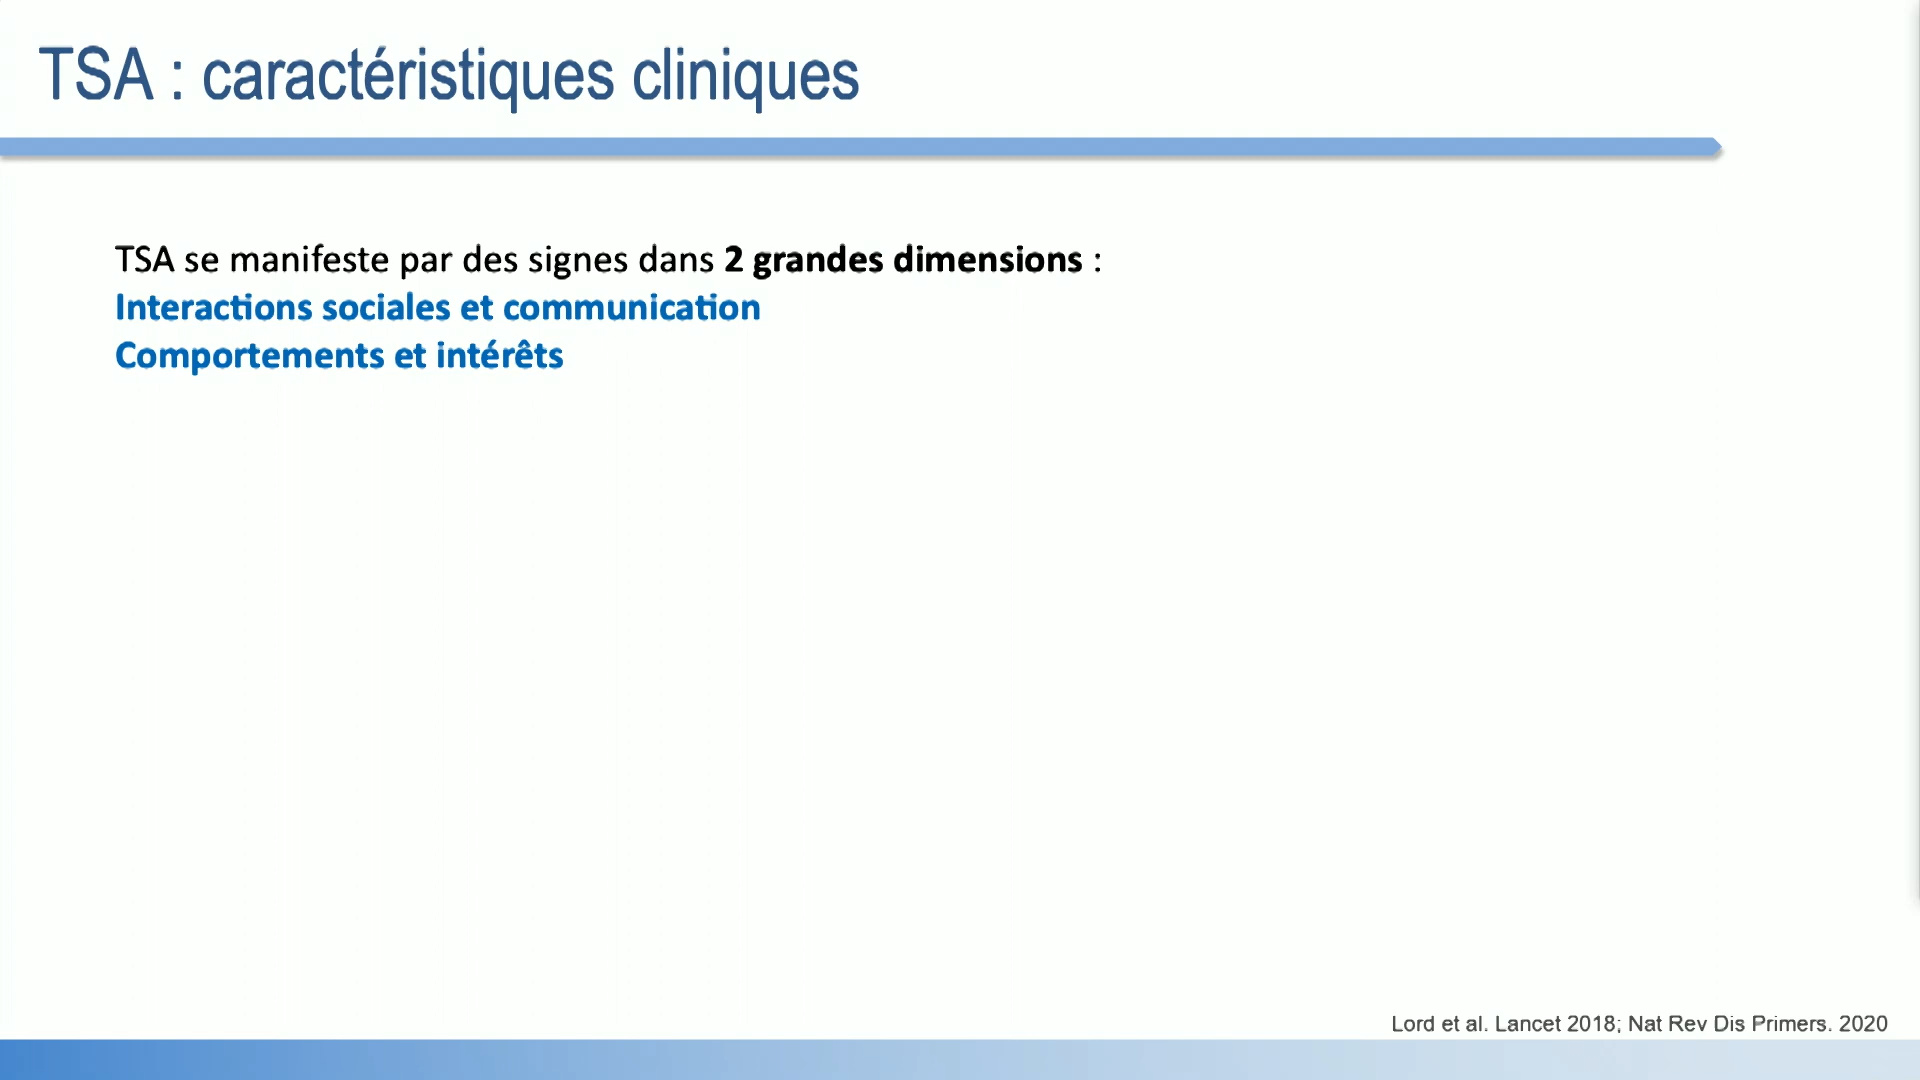 TSA : caractéristiques cliniques
TSA se manifeste par des signes dans 2 grandes dimensions :
Interactions sociales et communication
Comportements et intérêts
Lord et al. Lancet 2018; Nat Rev Dis Primers. 2020